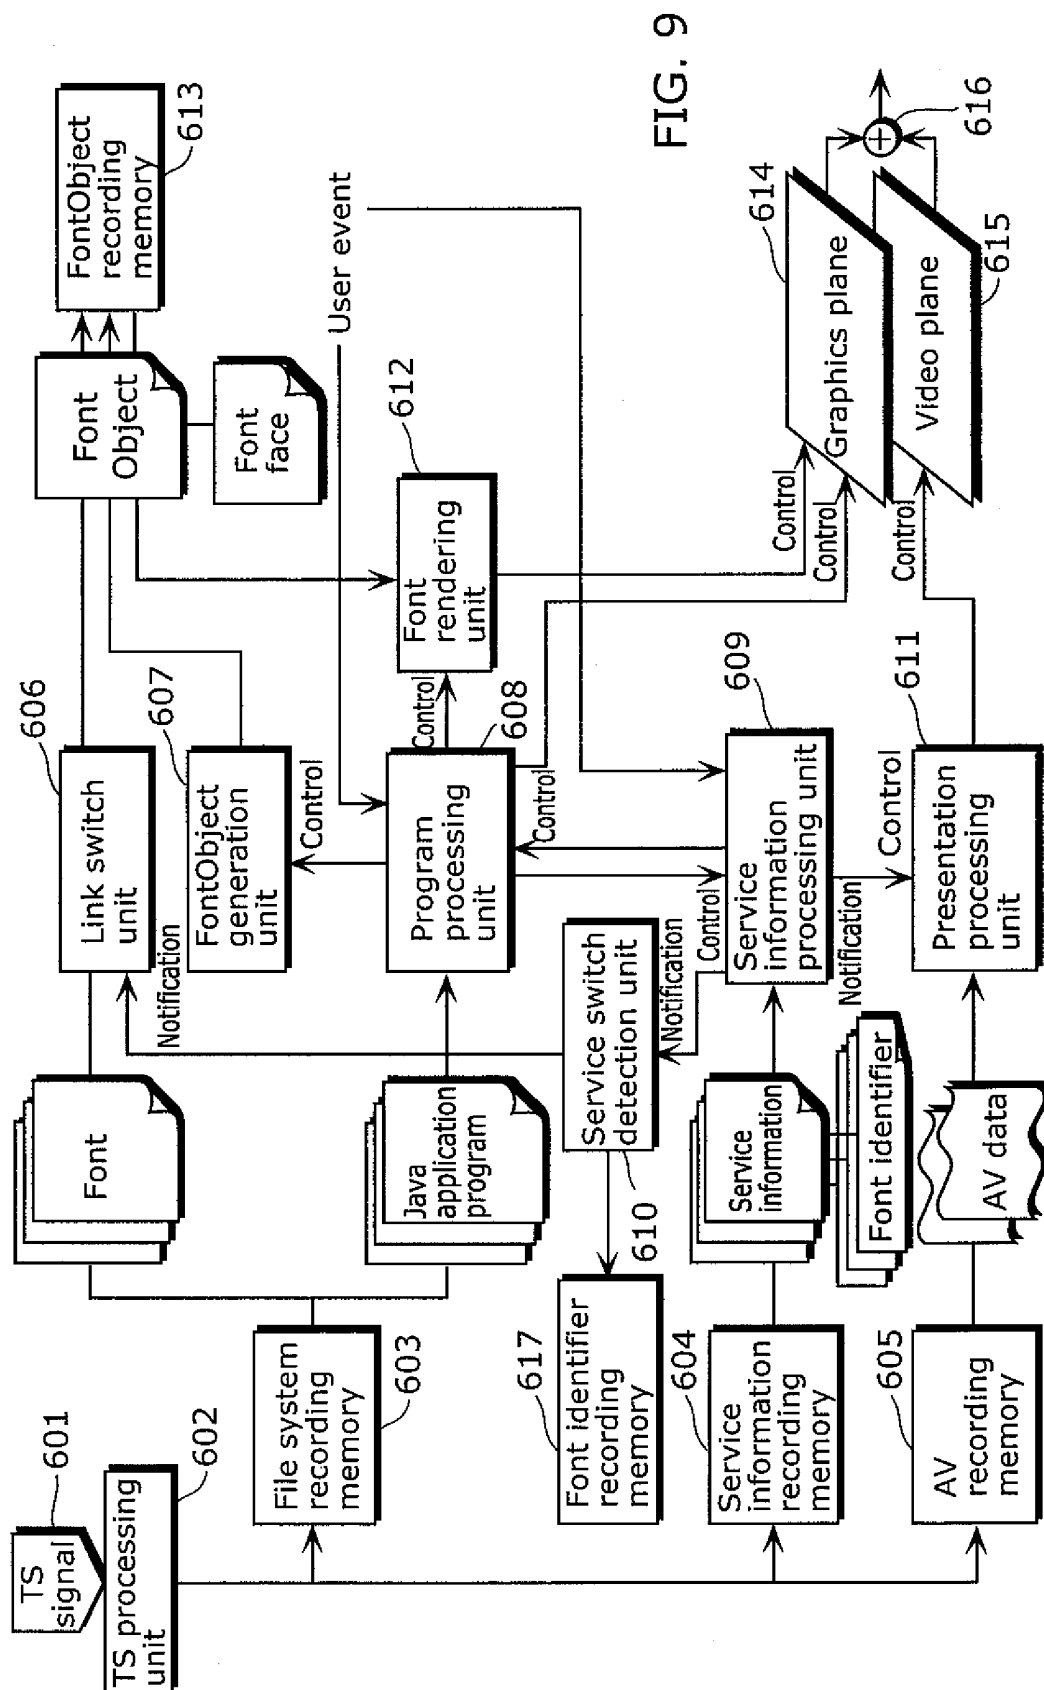 FIG. 9
TS
signal
601
TS processing
unit
602
File system
recording
memory
603
Font identifier
recording
memory
617
Service
information
recording
memory
604
AV
recording
memory
605
Font
Java
application
program
Service switch
detection unit
610
Service
information
Font identifier
AV data
Link switch
unit
606
Notification
FontObject
generation
unit
607
Control
Program
processing
unit
608
Control
Control
Control
Notification
Service
information
processing unit
609
Notification
Control
Presentation
processing
unit
611
Font
Object
Font
face
FontObject
recording
memory
613
User event
Font
rendering
unit
612
Control
Control
Control
Graphics plane
614
Video plane
615
616